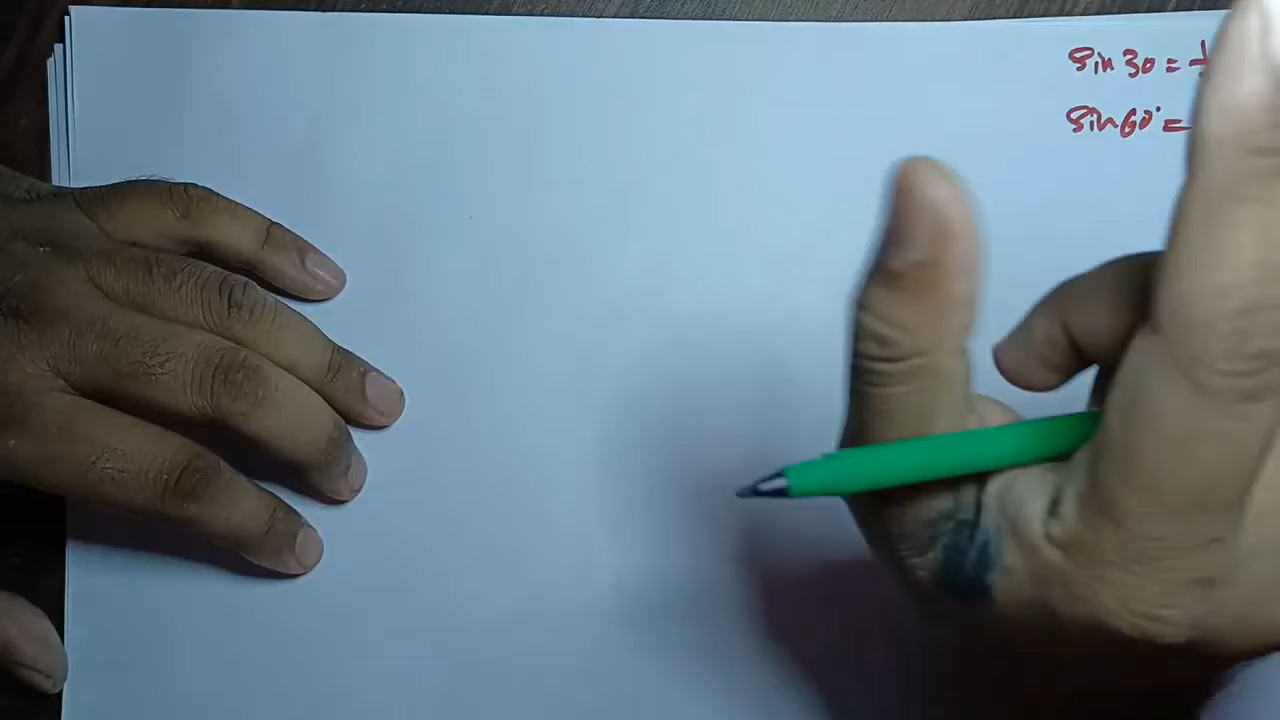 sin 30 =
sin 60° =